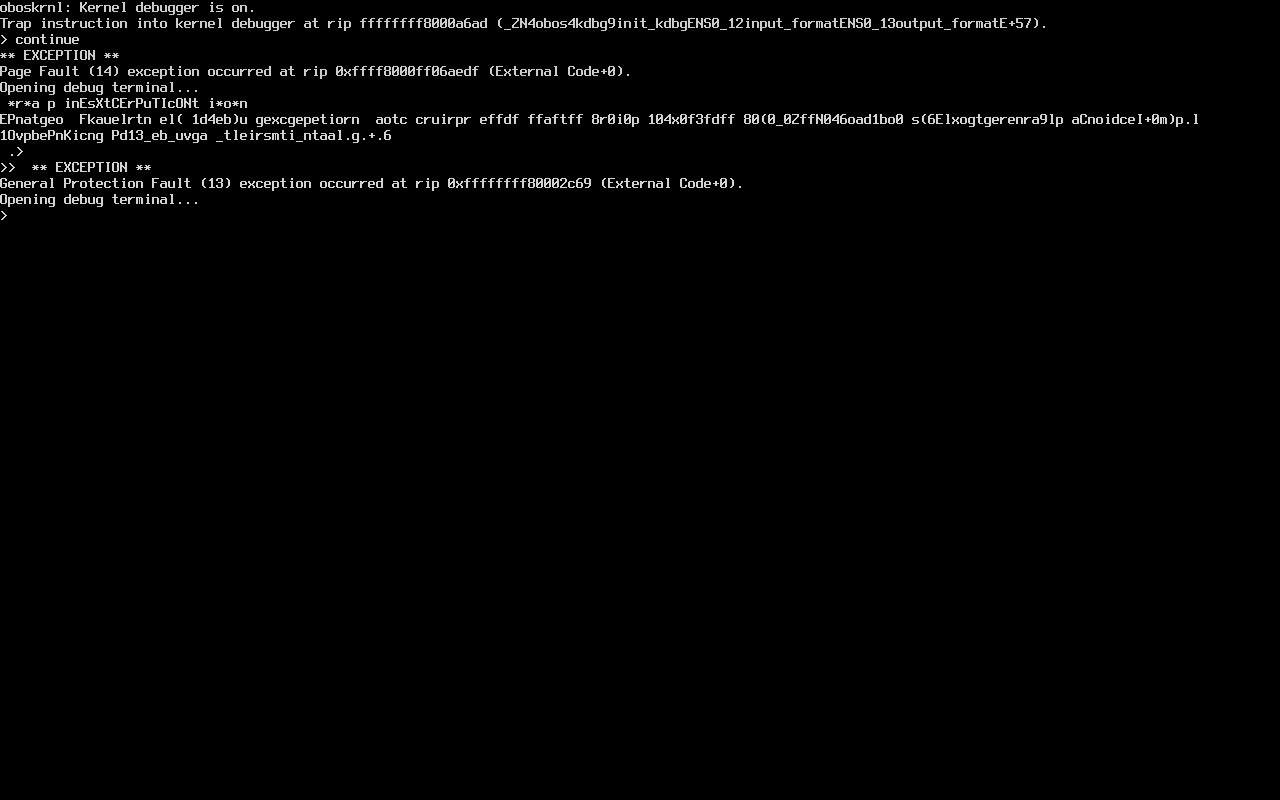 oboskrnl: Kernel debugger is on.
Trap instruction into kernel debugger at rip ffffffff8000a6ad (_ZN4obos4kdbg9init_kdbgENS0_12input_formatENS0_13output_formatE+57).
> continue
** EXCEPTION **
Page Fault (14) exception occurred at rip 0xffff8000ff06aedf (External Code+0).
Opening debug terminal...
 *r*a p inEsXtCErPuTIcONt i*o*n
EPnatgeo  Fkauelrtn el( 1d4eb)u gexcgepetiorn  aotc cruirpr effdf ffaftff 8r0i0p 104x0f3fdff 80(0_0ZffN046oad1bo0 s(6Elxogtgerenra9lp aCnoidceI+0m)p.l
1OvpbePnKicng Pd13_eb_uvga _tleirsmti_ntaal.g.+.6
 .>
>>  ** EXCEPTION **
General Protection Fault (13) exception occurred at rip 0xffffffff80002c69 (External Code+0).
Opening debug terminal...
>